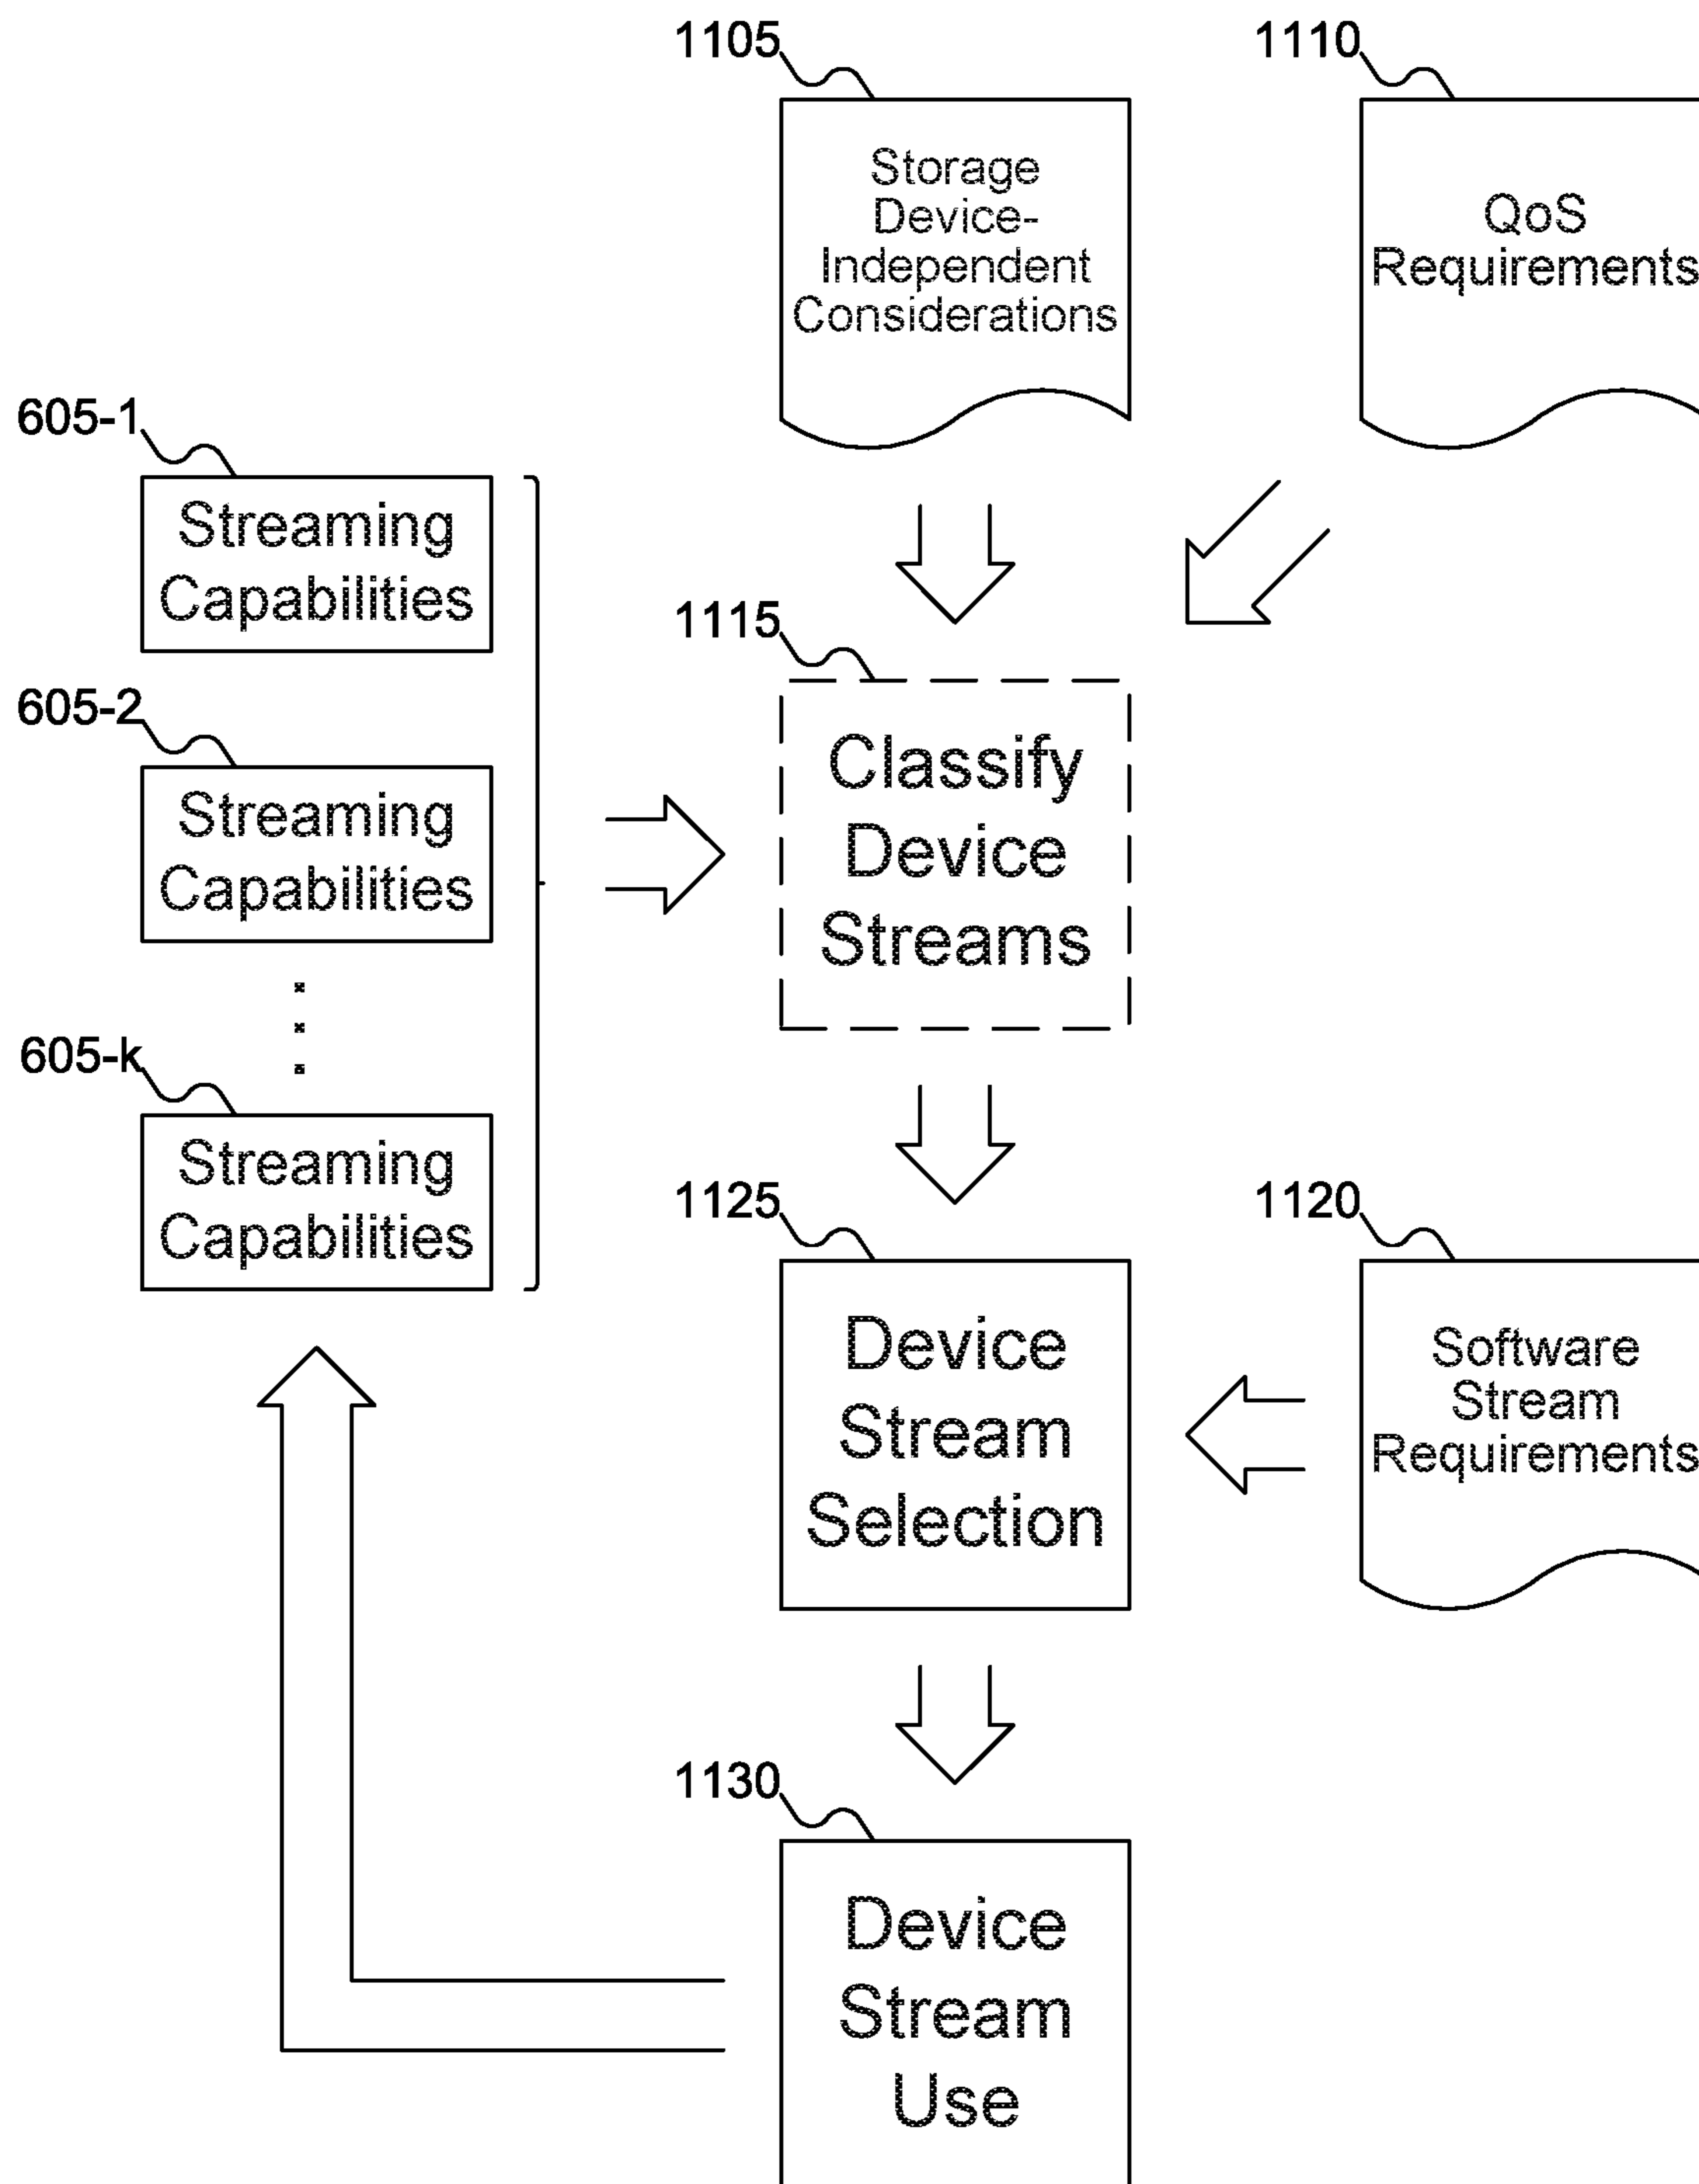 1105
Storage
Device-
Independent
Considerations
1110
QoS
Requirements
605-1
Streaming
Capabilities
605-2
Streaming
Capabilities
605-k
Streaming
Capabilities
1115
Classify
Device
Streams
1125
Device
Stream
Selection
1120
Software
Stream
Requirements
1130
Device
Stream
Use